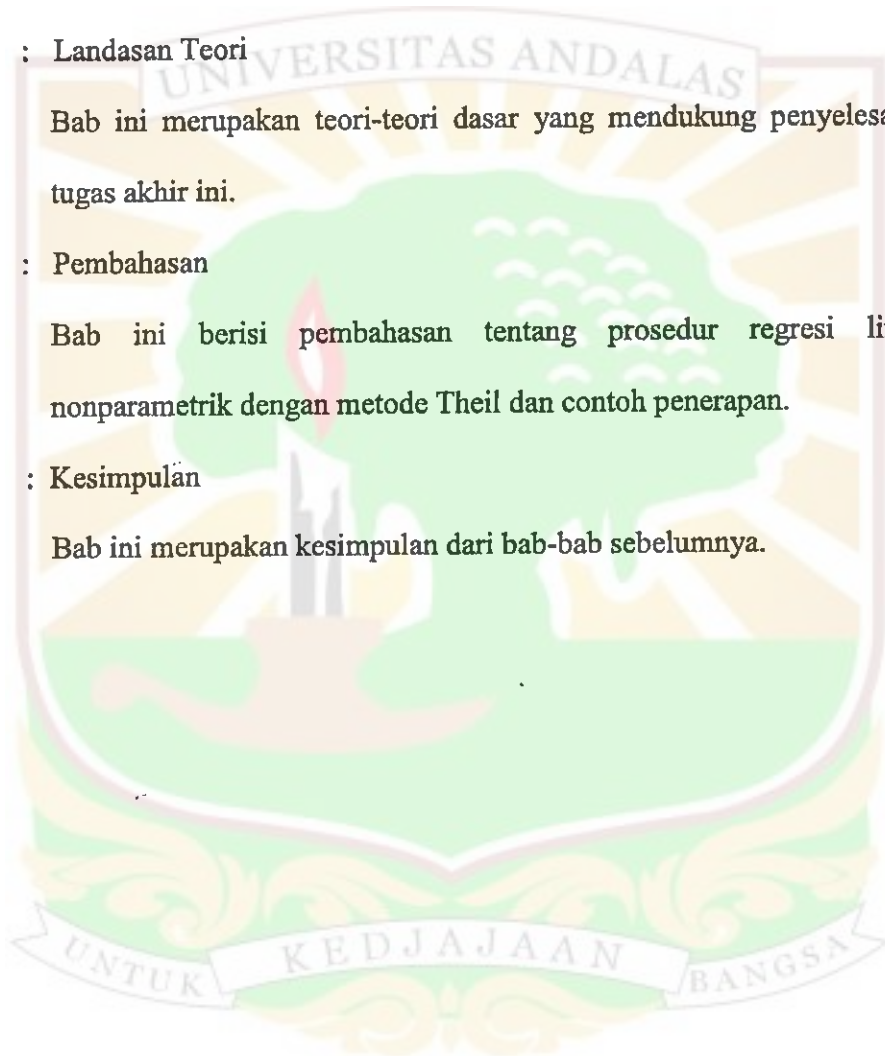 : Landasan Teori
UNIVERSITAS ANDALAS
Bab ini merupakan teori-teori dasar yang mendukung
tugas akhir ini.
: Pembahasan
Bab ini berisi pembahasan tentang prosedur regresi
nonparametrik dengan metode Theil dan contoh penerapan.
: Kesimpulan
Bab ini merupakan kesimpulan dari bab-bab sebelumnya.
UNTUK KEDJAJAAN BANGSA